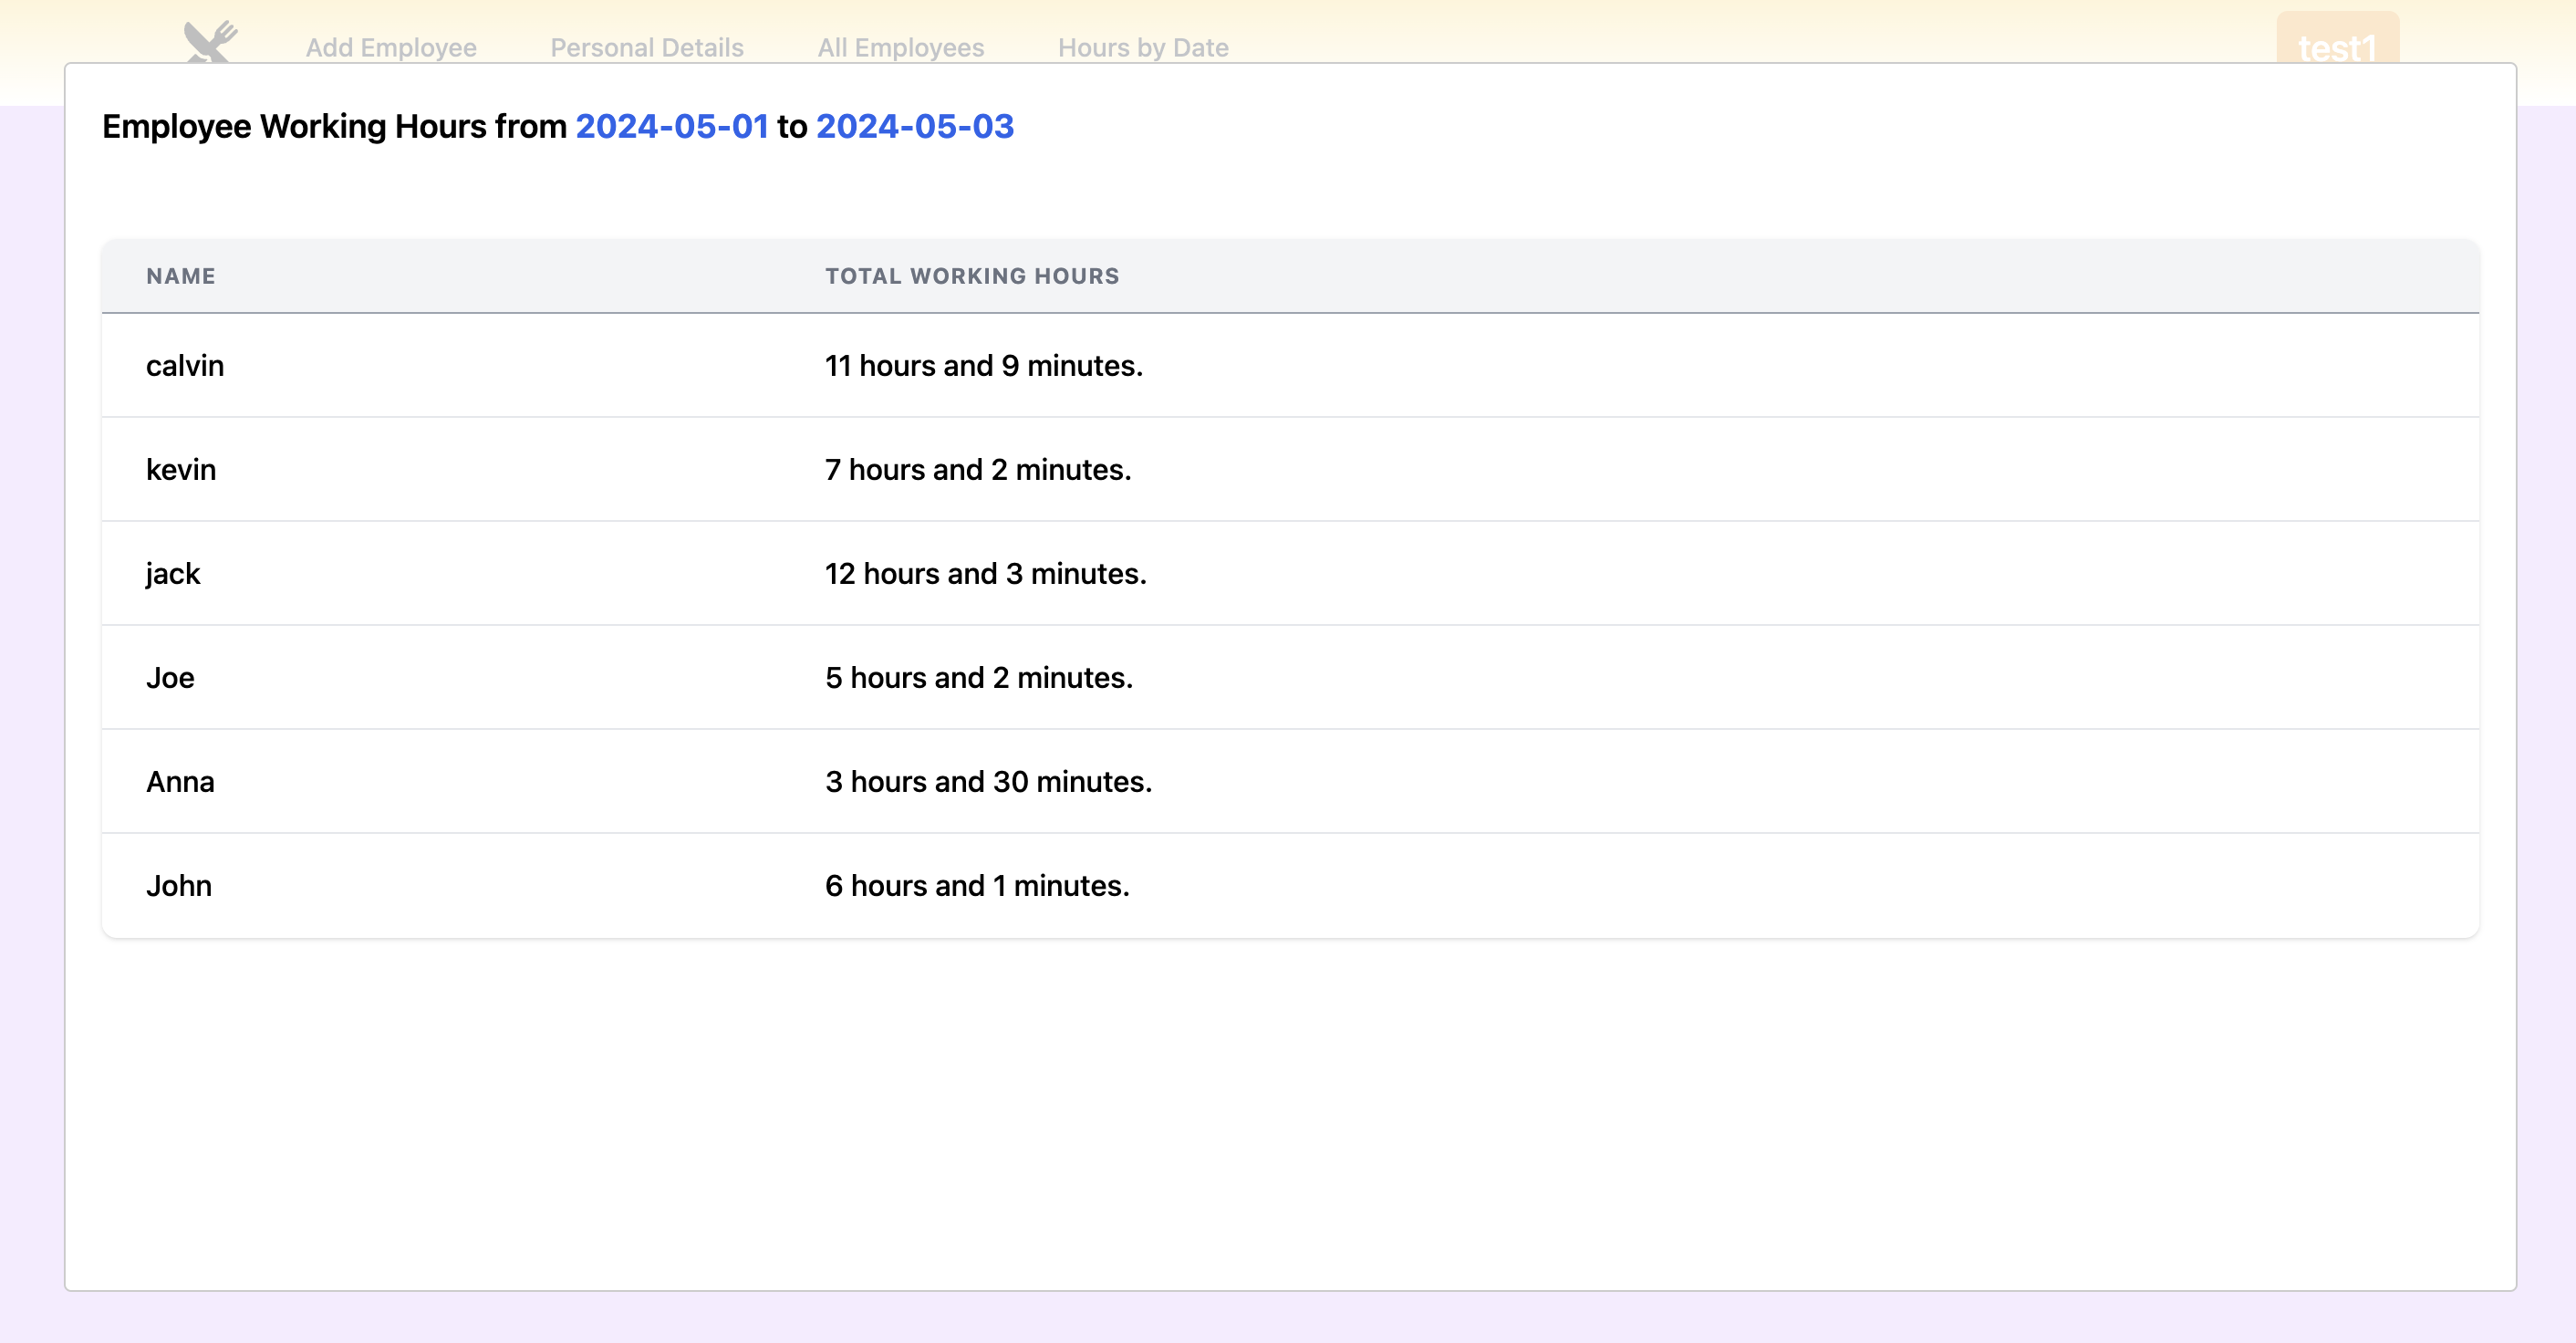 Add Employee Personal Details All Employees Hours by Date test1
Employee Working Hours from 2024-05-01 to 2024-05-03
NAME TOTAL WORKING HOURS
calvin 11 hours and 9 minutes.
kevin 7 hours and 2 minutes.
jack 12 hours and 3 minutes.
Joe 5 hours and 2 minutes.
Anna 3 hours and 30 minutes.
John 6 hours and 1 minutes.